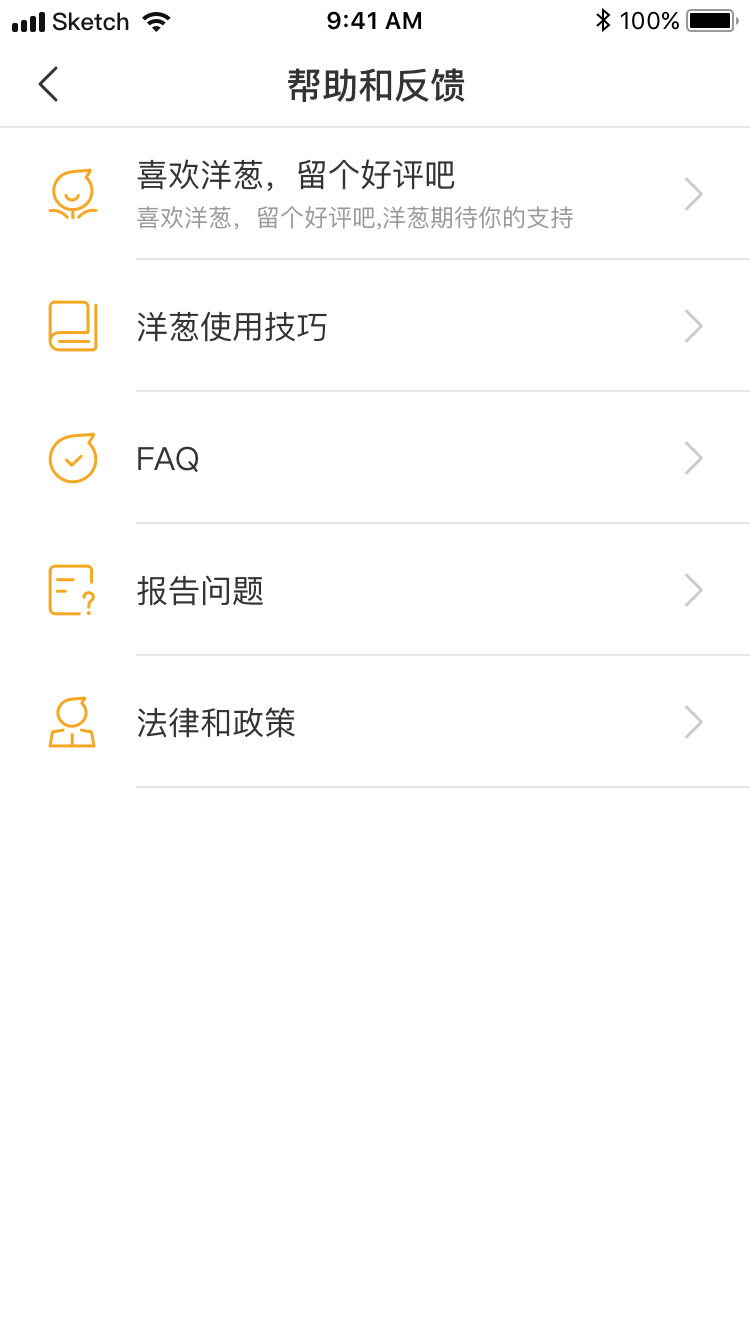 Sketch 9:41 AM 100%
帮助和反馈
喜欢洋葱，留个好评吧
喜欢洋葱，留个好评吧,洋葱期待你的支持
洋葱使用技巧
FAQ
报告问题
法律和政策